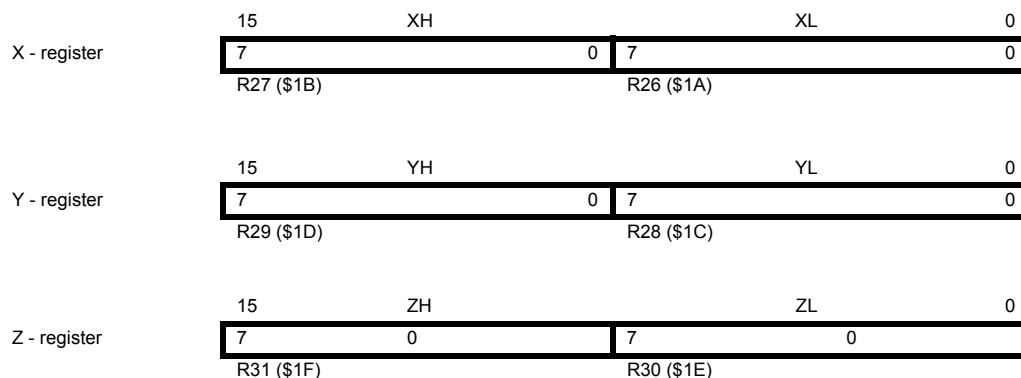 15 XH XL 0
X - register 7 0 7 0
R27 ($1B) R26 ($1A)
15 YH YL 0
Y - register 7 0 7 0
R29 ($1D) R28 ($1C)
15 ZH ZL 0
Z - register 7 0 7 0
R31 ($1F) R30 ($1E)